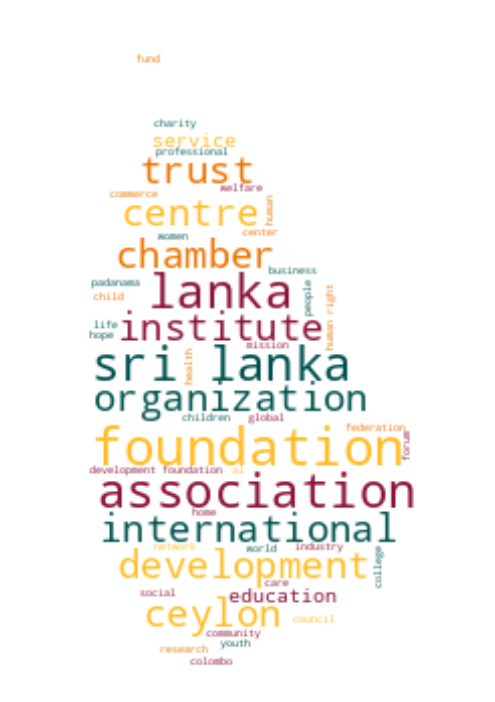 fund
charity
service
professional
trust
welfare
commerce
human
centre
center
women
chamber
business
padanama
people
lanka
child
human right
life
institute
hope
mission
sri lanka
health
organization
children
global
federation
foundation
forum
development foundation
al
association
home
international
network
world
industry
college
development
care
social
education
ceylon
council
community
youth
research
colombo